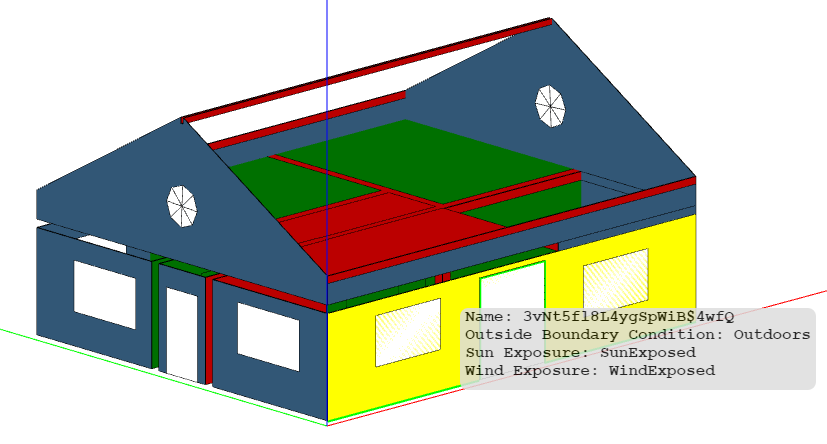 Name: 3vNt5fl8L4ygSpWiB$4wfQ
Outside Boundary Condition: Outdoors
Sun Exposure: SunExposed
Wind Exposure: WindExposed